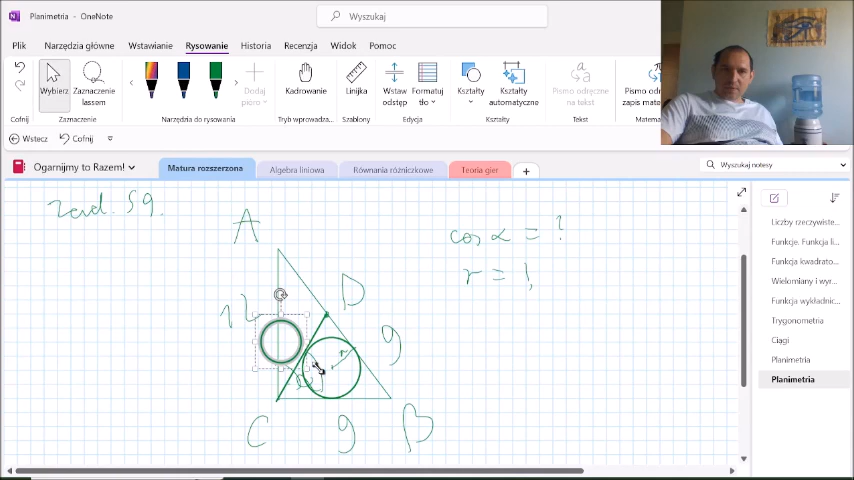 Planimetria - OneNote
Wyszukaj
Plik
Narzędzia główne
Wstawianie
Rysowanie
Historia
Recenzja
Widok
Pomoc
Cofnij
Wybierz
Zaznaczenie lassem
Zaznaczenie
Narzędzia do rysowania
Dodaj pióro
Kadrowanie
Tryb wprowadza...
Linijka
Szablony
Wstaw odstęp
Formatuj tło
Edycja
Kształty
Kształty automatyczne
Kształty
Pismo odręczne na tekst
Tekst
Pismo o
zapis mate
Matema
Wstecz
Cofnij
Ogarnijmy to Razem!
Matura rozszerzona
Algebra liniowa
Równania różniczkowe
Teoria gier
Wyszukaj notesy
zad. 59.
A
cos α = ?
r = ?
D
12
9
r
C
9
B
Liczby rzeczywiste...
Funkcje. Funkcja li...
Funkcja kwadrato...
Wielomiany i wyr...
Funkcja wykładnic...
Trygonometria
Ciągi
Planimetria
Planimetria